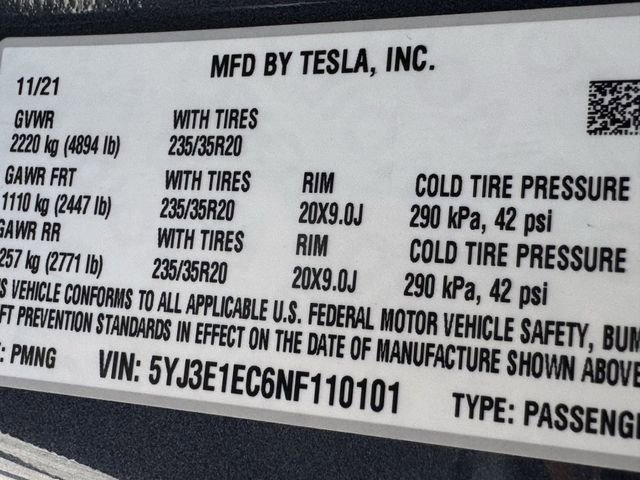 MFD BY TESLA, INC.
11/21
GVWR WITH TIRES
2220 kg (4894 lb) 235/35R20
GAWR FRT WITH TIRES RIM COLD TIRE PRESSURE
1110 kg (2447 lb) 235/35R20 20X9.0J 290 kPa, 42 psi
GAWR RR WITH TIRES RIM COLD TIRE PRESSURE
257 kg (2771 lb) 235/35R20 20X9.0J 290 kPa, 42 psi
S VEHICLE CONFORMS TO ALL APPLICABLE U.S. FEDERAL MOTOR VEHICLE SAFETY, BUM
FT PREVENTION STANDARDS IN EFFECT ON THE DATE OF MANUFACTURE SHOWN ABOVE
: PMNG VIN: 5YJ3E1EC6NF110101 TYPE: PASSENGE